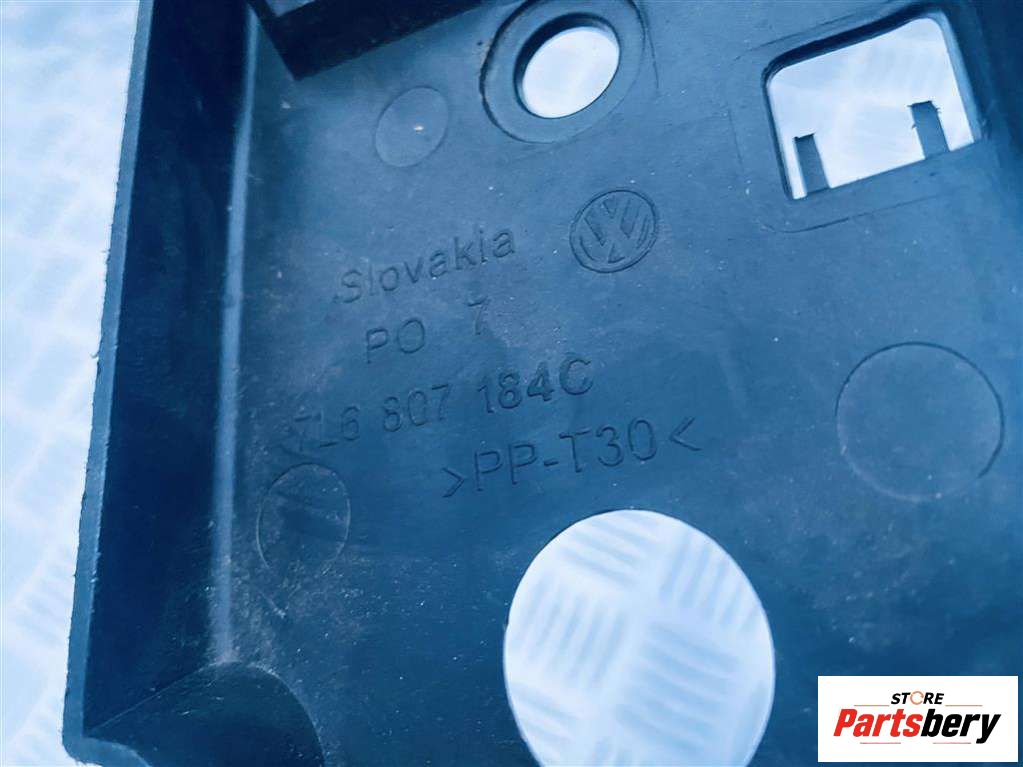 Slovakia
PO 7
7L6 807 184C
>PP-T30<
STORE
Partsbery